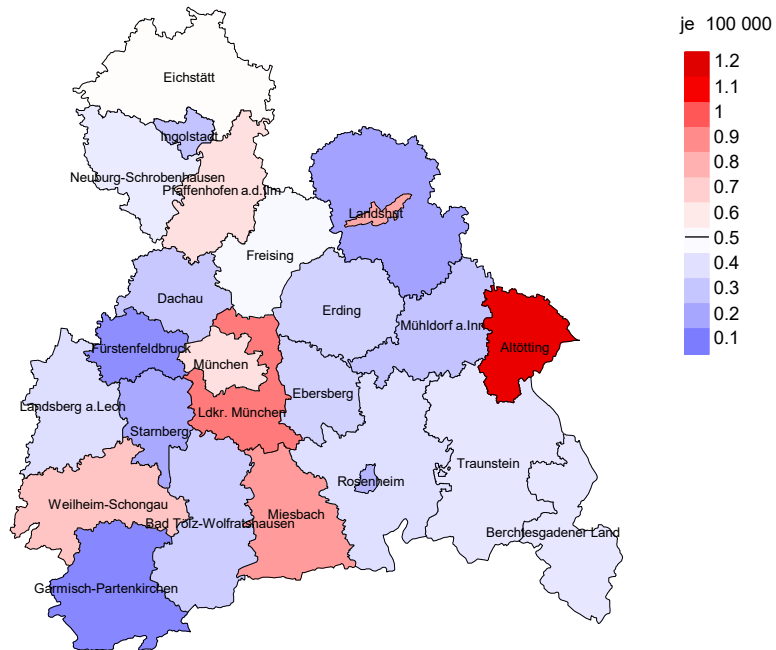 je 100 000
1.2
1.1
1
0.9
0.8
0.7
0.6
0.5
0.4
0.3
0.2
0.1
Eichstätt
Ingolstadt
Neuburg-Schrobenhausen
Pfaffenhofen a.d.Ilm
Landshut
Freising
Dachau
Erding
Mühldorf a.Inn
Altötting
Fürstenfeldbruck
München
Ebersberg
Landsberg a.Lech
Ldkr. München
Starnberg
Traunstein
Rosenheim
Weilheim-Schongau
Miesbach
Bad Tölz-Wolfratshausen
Berchtesgadener Land
Garmisch-Partenkirchen